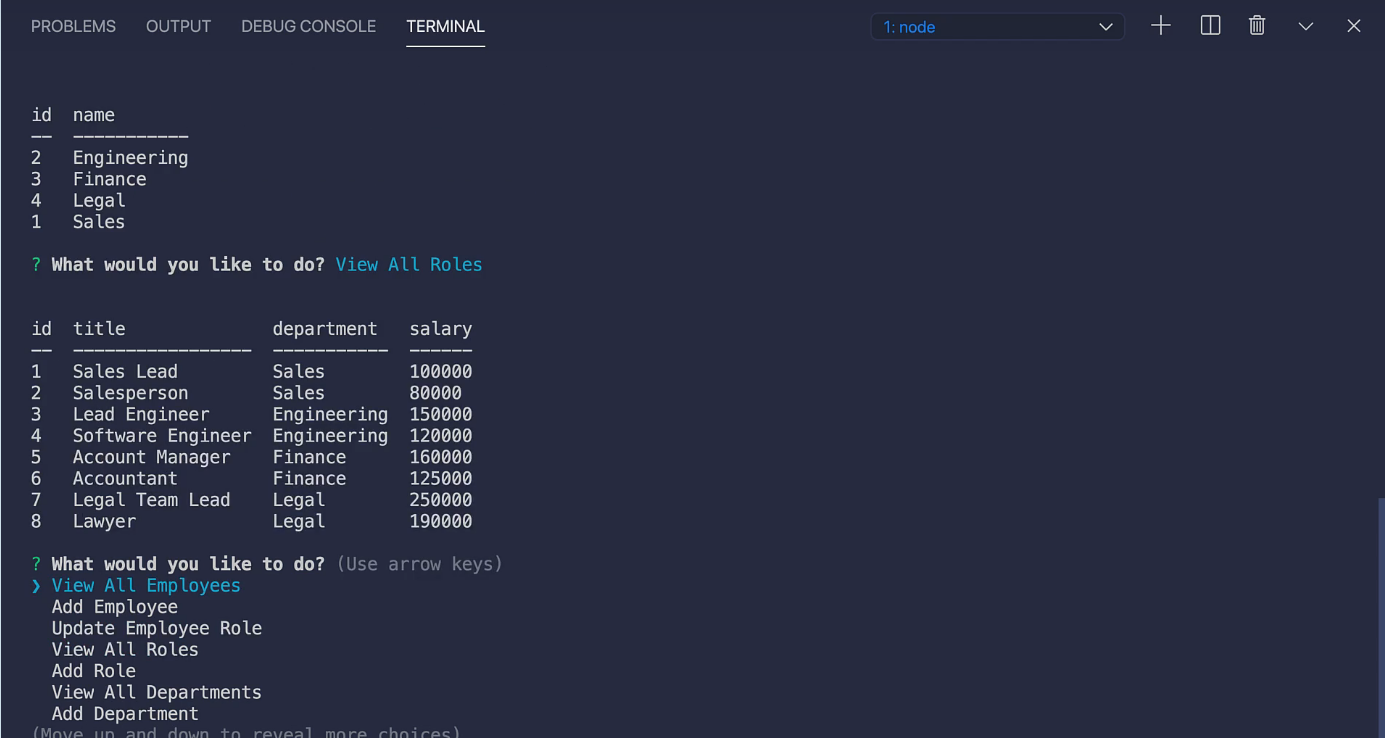 PROBLEMS OUTPUT DEBUG CONSOLE TERMINAL 1: node
id name
-- -----------
2 Engineering
3 Finance
4 Legal
1 Sales
? What would you like to do? View All Roles
id title department salary
-- ----------------- ----------- ------
1 Sales Lead Sales 100000
2 Salesperson Sales 80000
3 Lead Engineer Engineering 150000
4 Software Engineer Engineering 120000
5 Account Manager Finance 160000
6 Accountant Finance 125000
7 Legal Team Lead Legal 250000
8 Lawyer Legal 190000
? What would you like to do? (Use arrow keys)
❯ View All Employees
Add Employee
Update Employee Role
View All Roles
Add Role
View All Departments
Add Department
(Move up and down to reveal more choices)